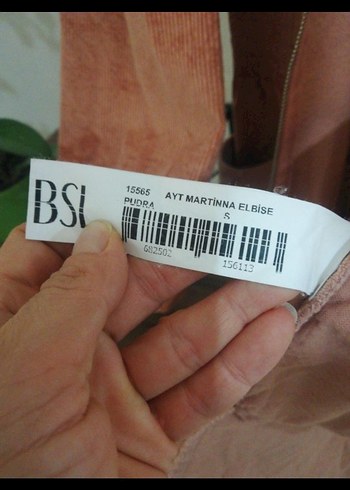 BSL
15565 AYT MARTİNNA ELBİSE
PUDRA S
682502 156113